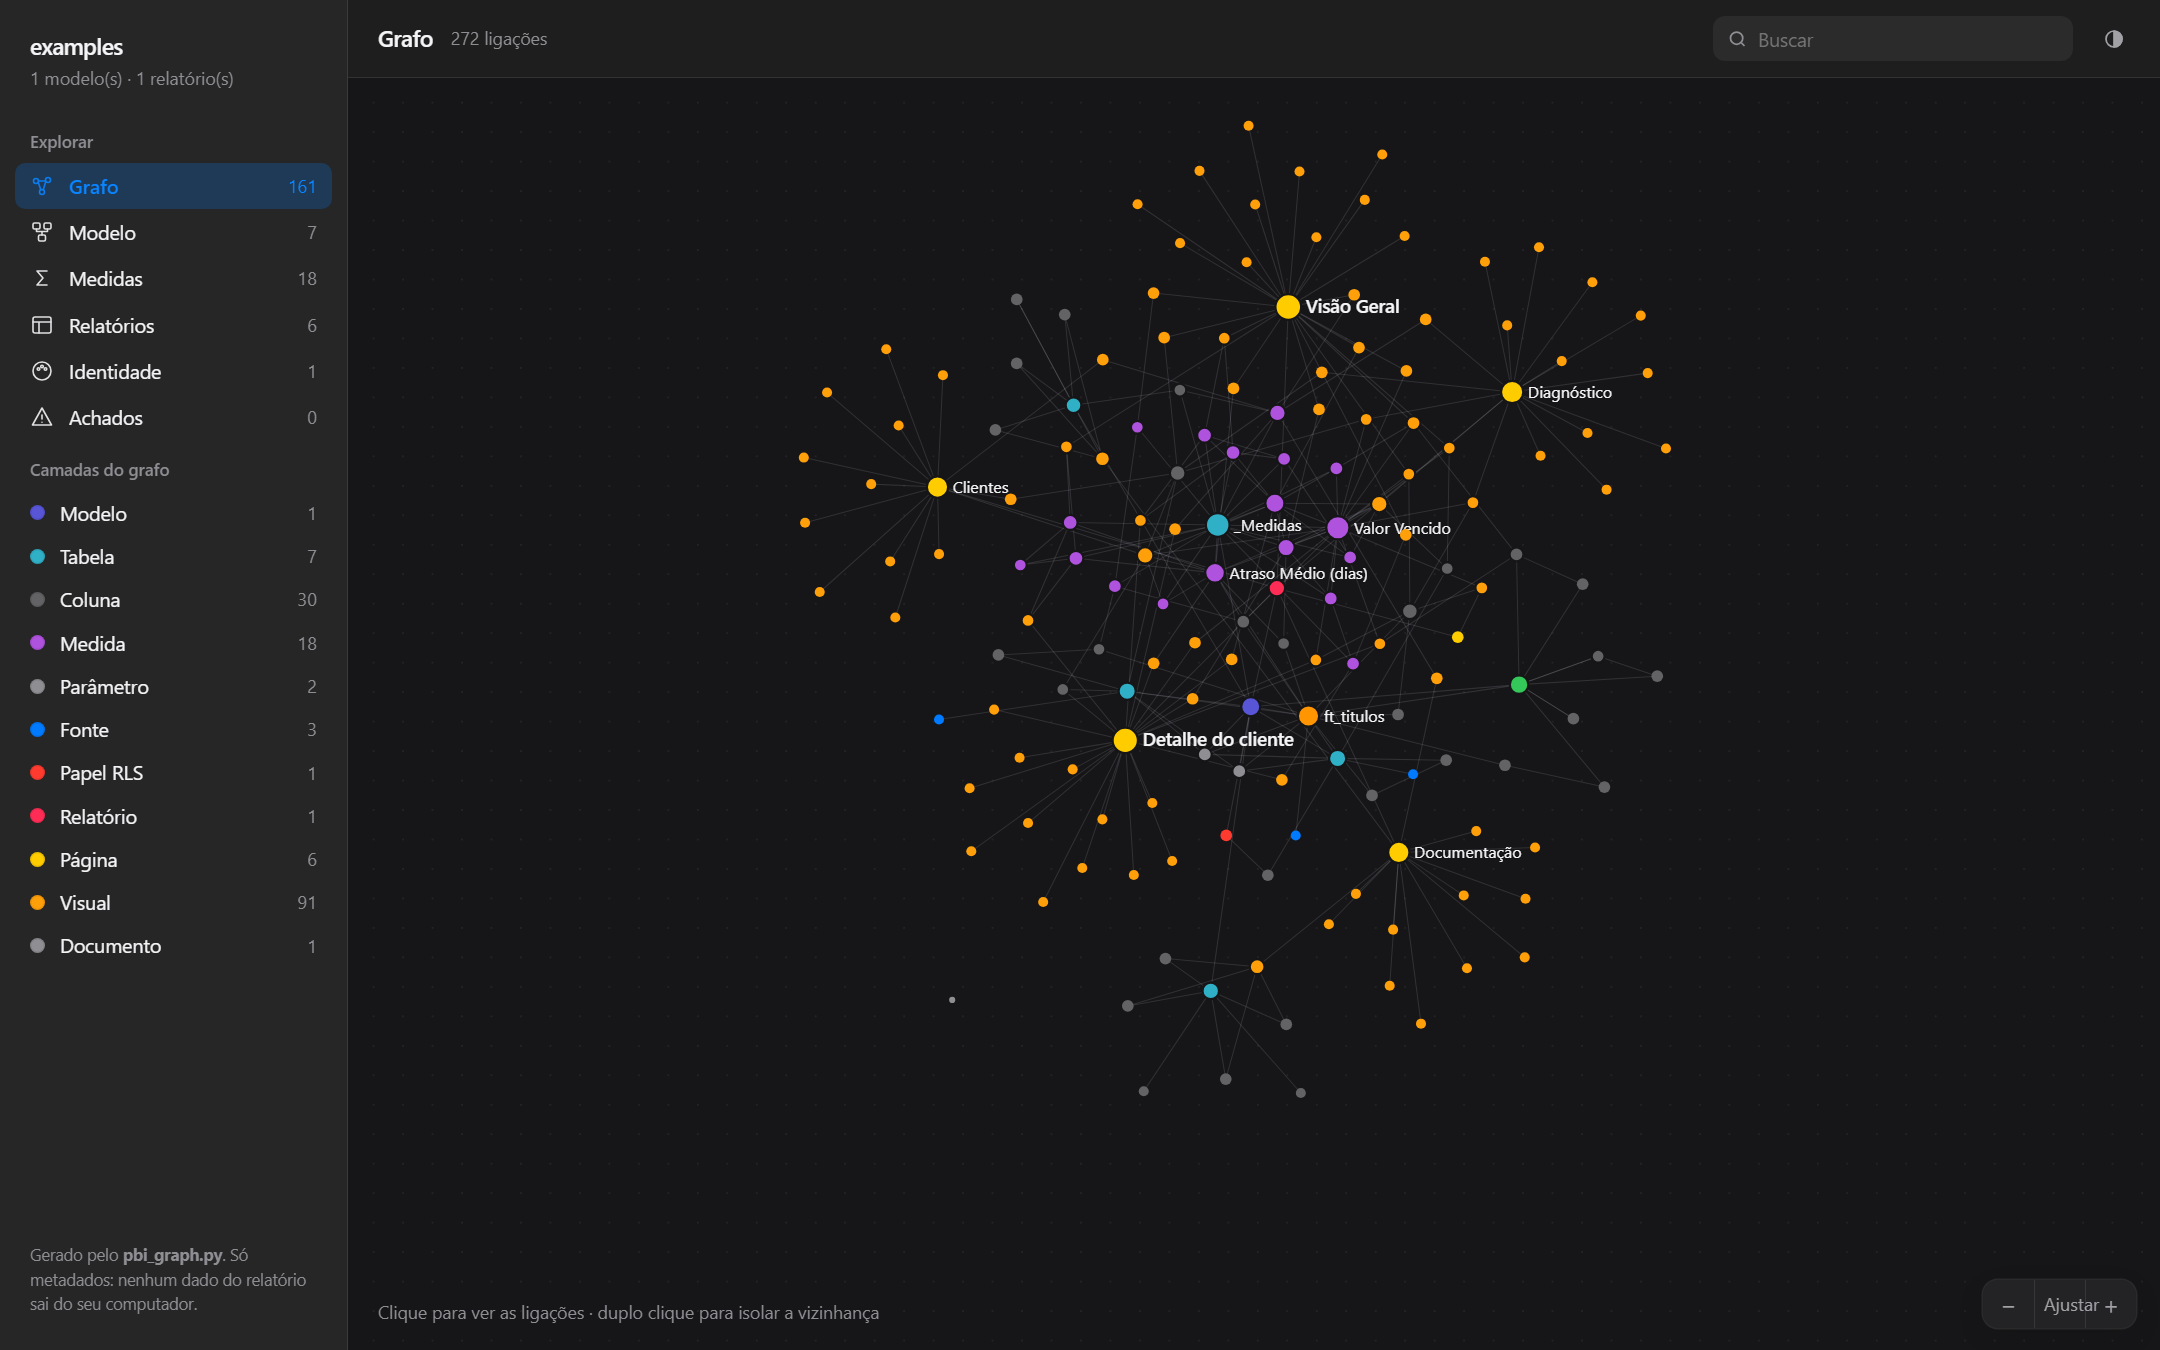 examples
1 modelo(s) · 1 relatório(s)
Explorar
Grafo 161
Modelo 7
Medidas 18
Relatórios 6
Identidade 1
Achados 0
Camadas do grafo
Modelo 1
Tabela 7
Coluna 30
Medida 18
Parâmetro 2
Fonte 3
Papel RLS 1
Relatório 1
Página 6
Visual 91
Documento 1
Gerado pelo pbi_graph.py. Só
metadados: nenhum dado do relatório
sai do seu computador.
Grafo 272 ligações
Buscar
Visão Geral
Diagnóstico
Clientes
_Medidas
Valor Vencido
Atraso Médio (dias)
ft_titulos
Detalhe do cliente
Documentação
Clique para ver as ligações · duplo clique para isolar a vizinhança
– Ajustar +